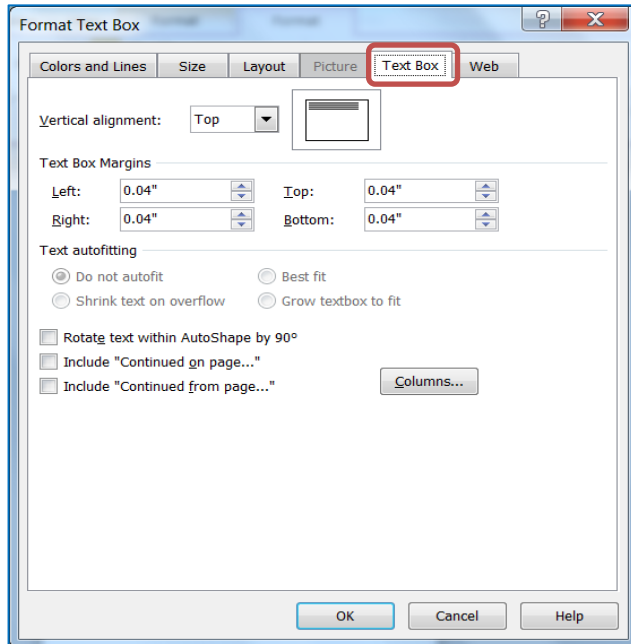 Format Text Box
Colors and Lines Size Layout Picture Text Box Web
Vertical alignment: Top
Text Box Margins
Left: 0.04" Top: 0.04"
Right: 0.04" Bottom: 0.04"
Text autofitting
Do not autofit Best fit
Shrink text on overflow Grow textbox to fit
Rotate text within AutoShape by 90°
Include "Continued on page..."
Include "Continued from page..." Columns...
OK Cancel Help